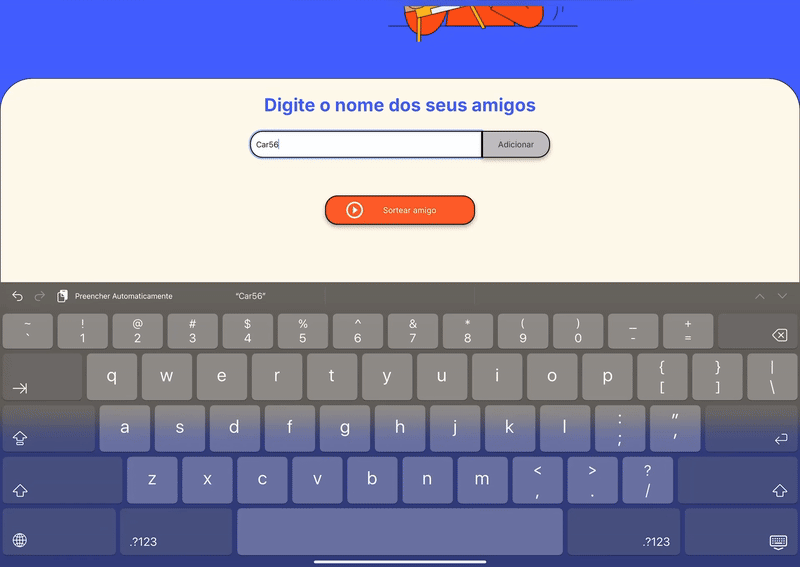 Digite o nome dos seus amigos
Car56 Adicionar
Sortear amigo
Preencher Automaticamente "Car56"
~ ! @ # $ % ^ & * ( ) _ +
` 1 2 3 4 5 6 7 8 9 0 - =
q w e r t y u i o p { [ } ] | \
a s d f g h j k l : ; " '
z x c v b n m < , > . ? /
.?123 .?123